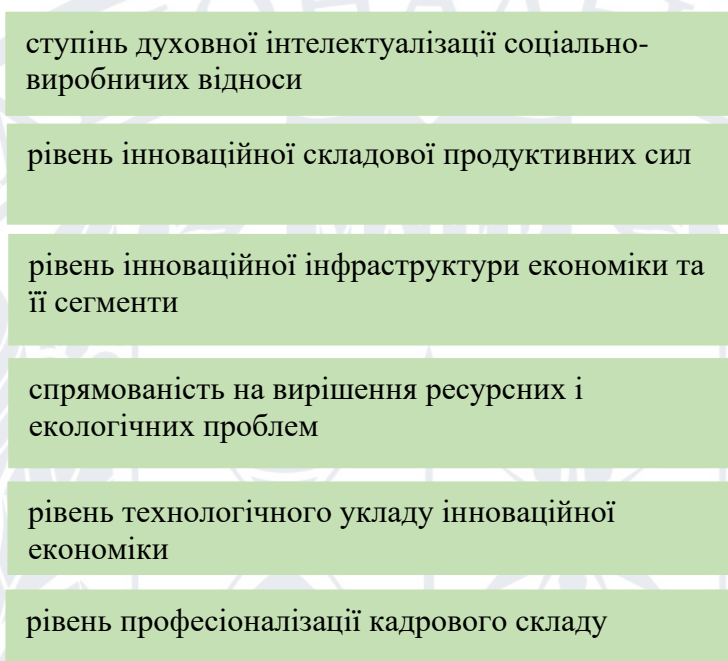 ступінь духовної інтелектуалізації соціально-
виробничих відноси
рівень інноваційної складової продуктивних сил
рівень інноваційної інфраструктури економіки та
її сегменти
спрямованість на вирішення ресурсних і
екологічних проблем
рівень технологічного укладу інноваційної
економіки
рівень професіоналізації кадрового складу